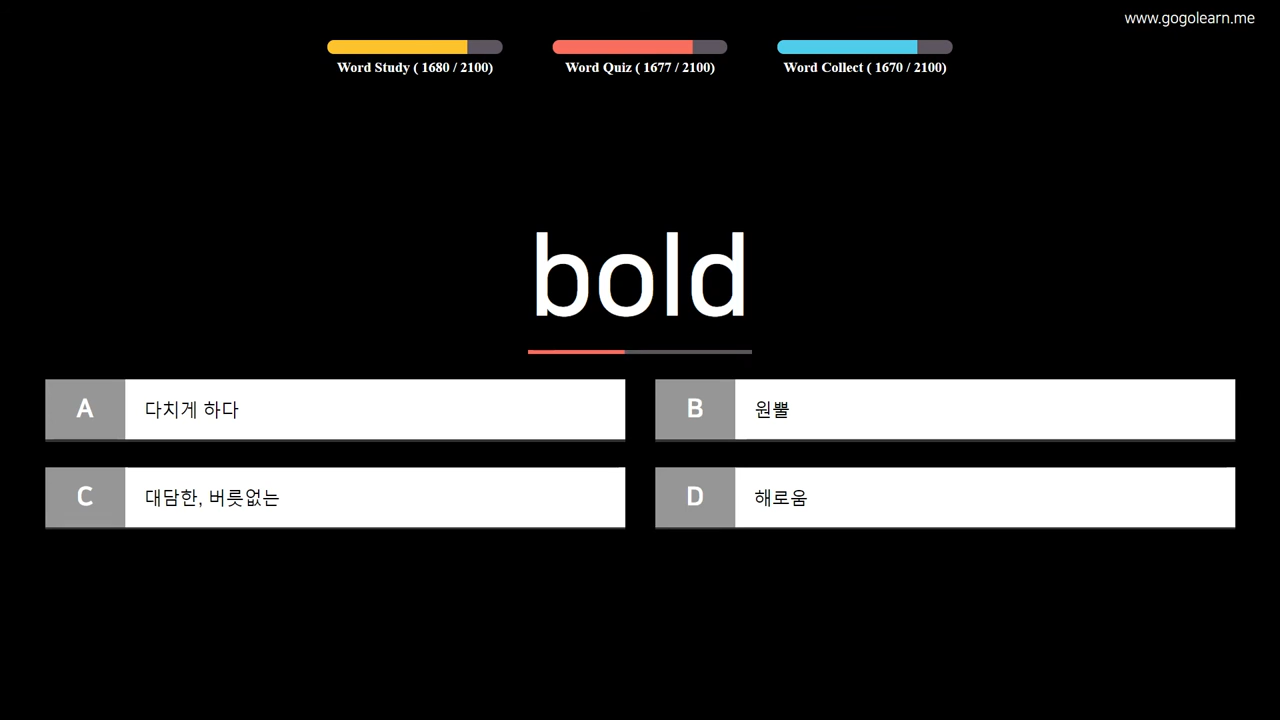 www.gogolearn.me
Word Study ( 1680 / 2100)
Word Quiz ( 1677 / 2100)
Word Collect ( 1670 / 2100)
bold
A 다치게 하다
B 원뿔
C 대담한, 버릇없는
D 해로움